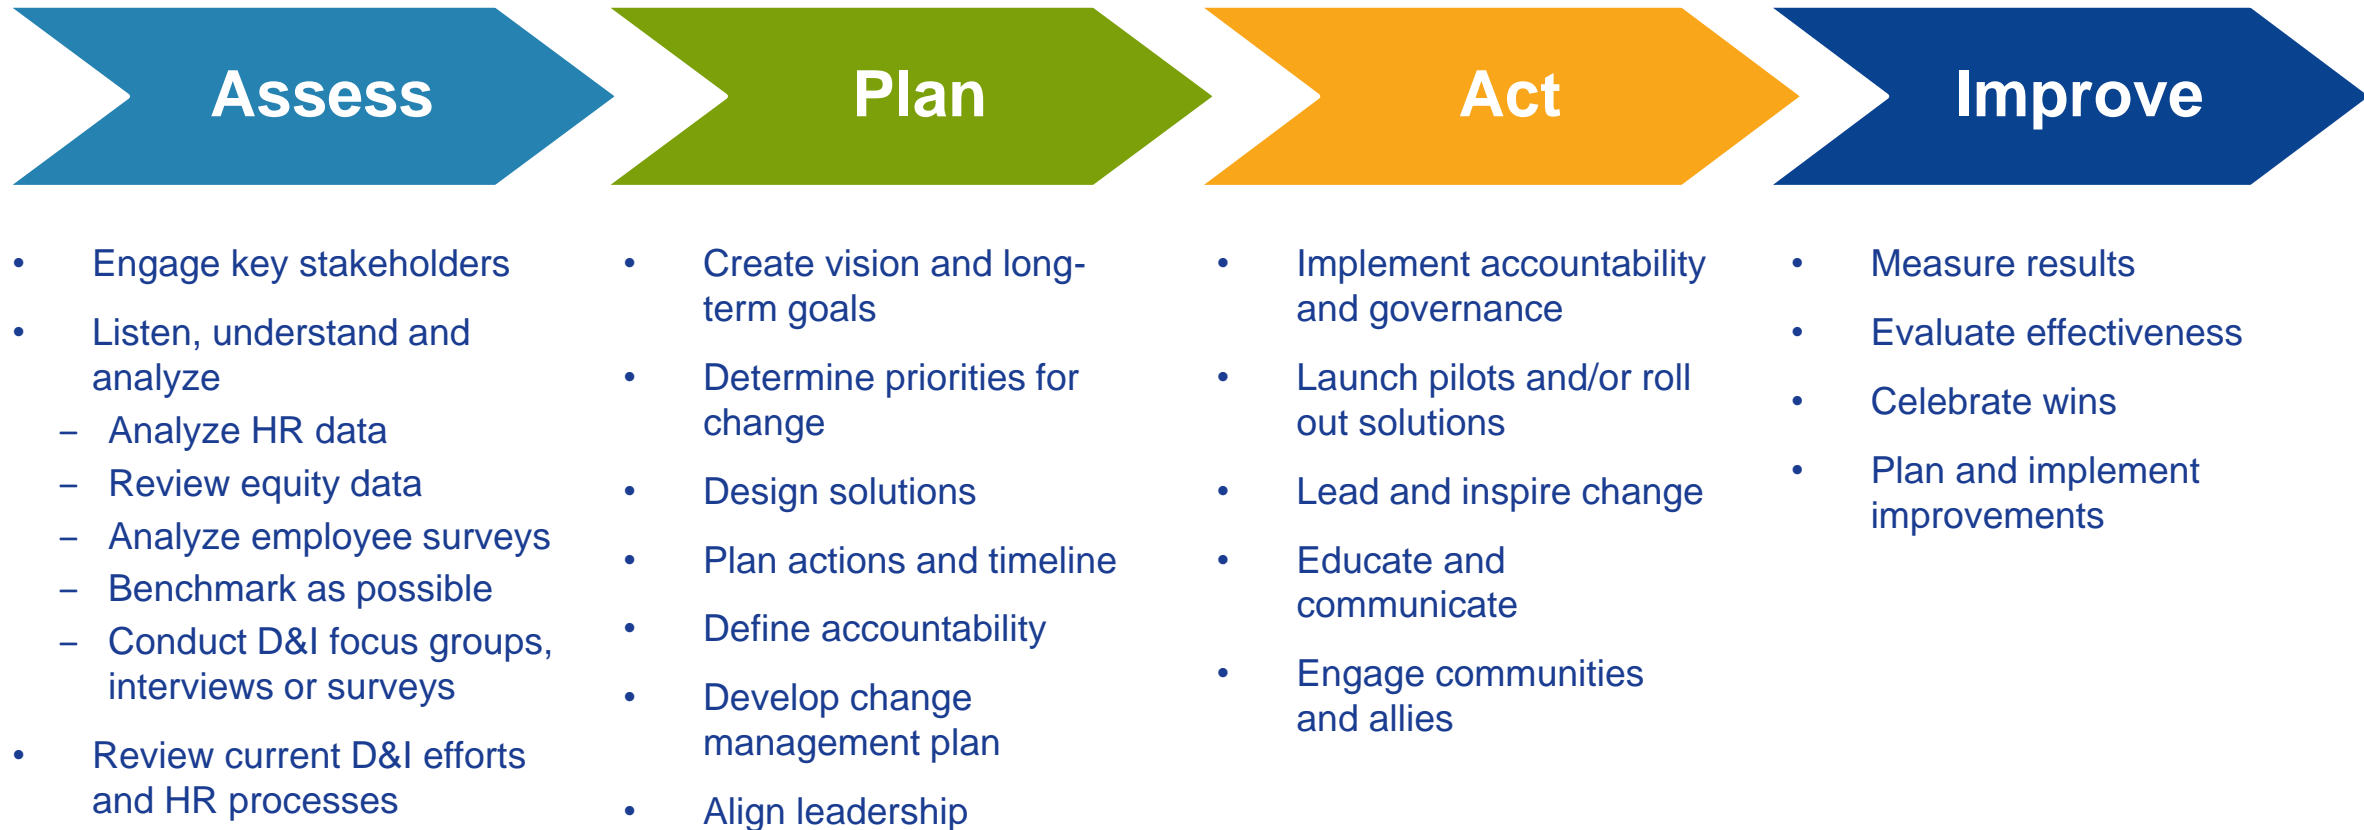 Assess
• Engage key stakeholders
• Listen, understand and
analyze
– Analyze HR data
– Review equity data
– Analyze employee surveys
– Benchmark as possible
– Conduct D&I focus groups,
interviews or surveys
• Review current D&I efforts
and HR processes
Plan
• Create vision and long-
term goals
• Determine priorities for
change
• Design solutions
• Plan actions and timeline
• Define accountability
• Develop change
management plan
• Align leadership
Act
• Implement accountability
and governance
• Launch pilots and/or roll
out solutions
• Lead and inspire change
• Educate and
communicate
• Engage communities
and allies
Improve
• Measure results
• Evaluate effectiveness
• Celebrate wins
• Plan and implement
improvements